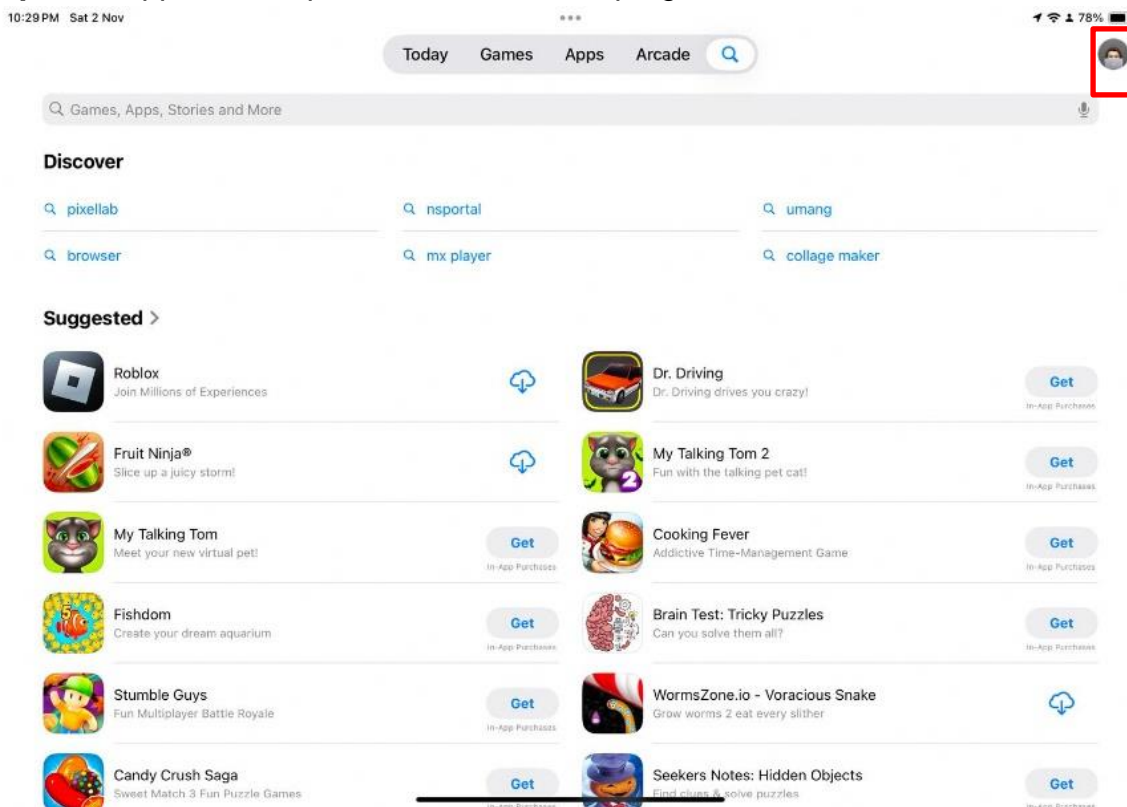 10:29 PM Sat 2 Nov
78%
Today Games Apps Arcade
Games, Apps, Stories and More
Discover
pixellab nsportal umang
browser mx player collage maker
Suggested >
Roblox
Join Millions of Experiences
Dr. Driving
Dr. Driving drives you crazy!
Get
In-App Purchases
Fruit Ninja®
Slice up a juicy storm!
My Talking Tom 2
Fun with the talking pet cat!
Get
In-App Purchases
My Talking Tom
Meet your new virtual pet!
Get
In-App Purchases
Cooking Fever
Addictive Time-Management Game
Get
In-App Purchases
Fishdom
Create your dream aquarium
Get
In-App Purchases
Brain Test: Tricky Puzzles
Can you solve them all?
Get
In-App Purchases
Stumble Guys
Fun Multiplayer Battle Royale
Get
In-App Purchases
WormsZone.io - Voracious Snake
Grow worms 2 eat every slither
Candy Crush Saga
Sweet Match 3 Fun Puzzle Games
Get
Seekers Notes: Hidden Objects
Find clues & solve puzzles
Get
In-App Purchases